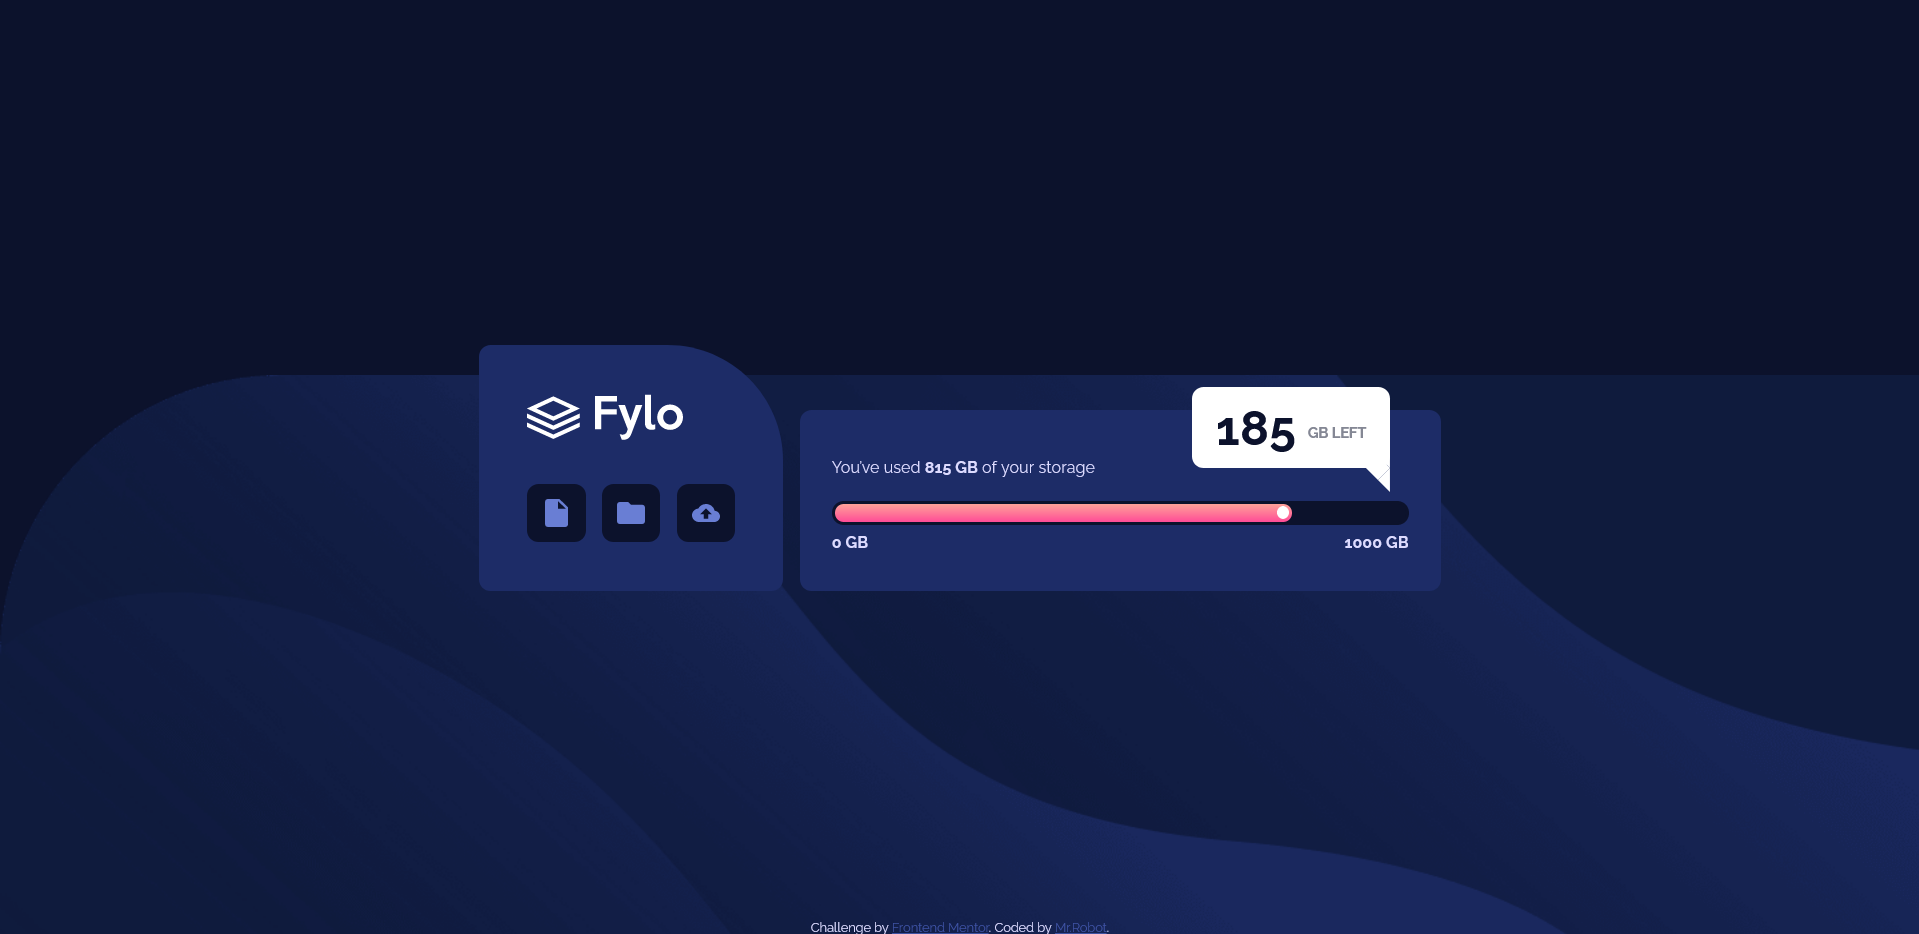 Fylo
185 GB LEFT
You've used 815 GB of your storage
0 GB 1000 GB
Challenge by Frontend Mentor. Coded by Mr.Robot.